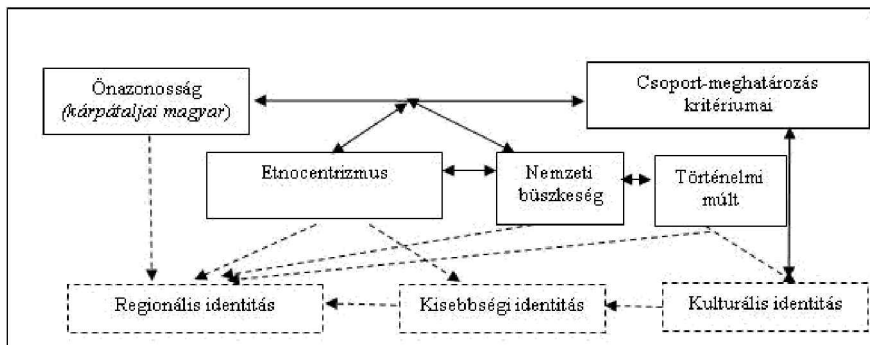 Önazonosság
(kárpátaljai magyar)
Csoport-meghatározás
kritériumai
Etnocentrizmus
Nemzeti
büszkeség
Történelmi
múlt
Regionális identitás
Kisebbségi identitás
Kulturális identitás